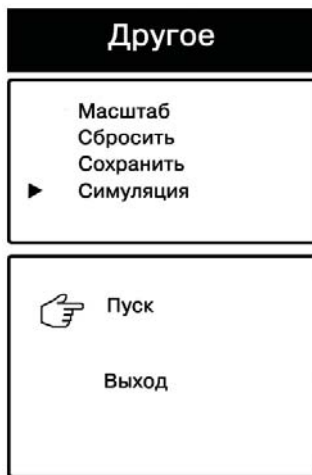 Другое
Масштаб
Сбросить
Сохранить
Симуляция
Пуск
Выход